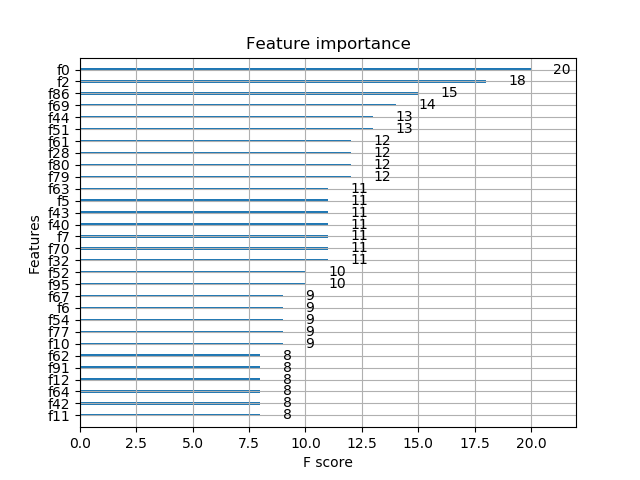 Feature importance
Features
f0 20
f2 18
f86 15
f69 14
f44 13
f51 13
f61 12
f28 12
f80 12
f79 12
f63 11
f5 11
f43 11
f40 11
f7 11
f70 11
f32 11
f52 10
f95 10
f67 9
f6 9
f54 9
f77 9
f10 9
f62 8
f91 8
f12 8
f64 8
f42 8
f11 8
0.0 2.5 5.0 7.5 10.0 12.5 15.0 17.5 20.0
F score